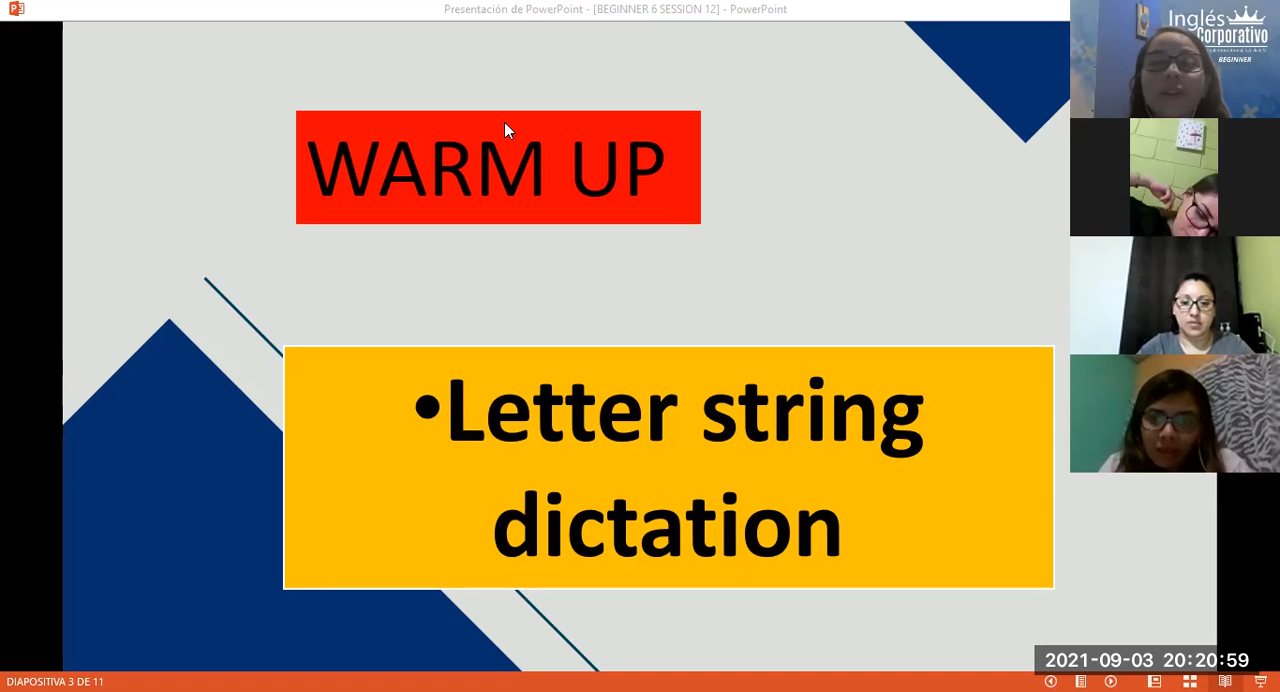 Presentación de PowerPoint - [BEGINNER 6 SESSION 12] - PowerPoint
Inglés
Corporativo
BEGINNER
WARM UP
•Letter string
dictation
2021-09-03 20:20:59
DIAPOSITIVA 3 DE 11